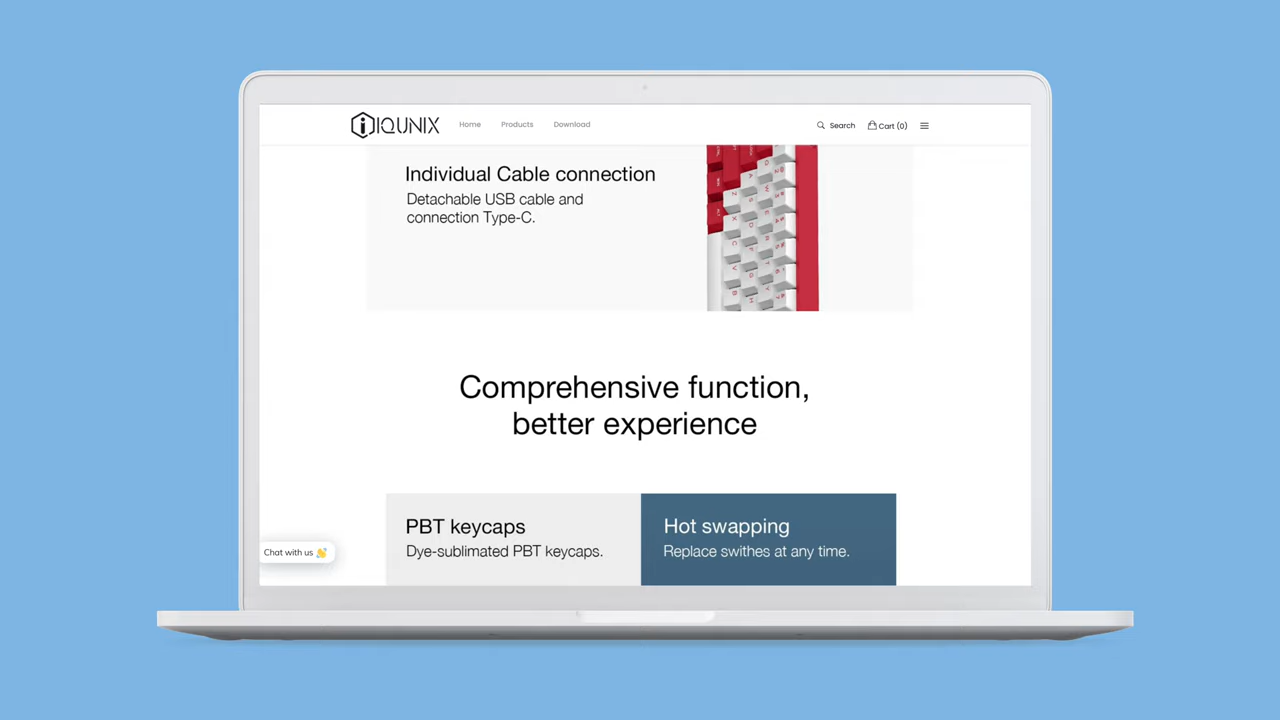 IQUNIX
Home
Products
Download
Search
Cart (0)
Individual Cable connection
Detachable USB cable and
connection Type-C.
Comprehensive function,
better experience
PBT keycaps
Dye-sublimated PBT keycaps.
Hot swapping
Replace swithes at any time.
Chat with us 👋